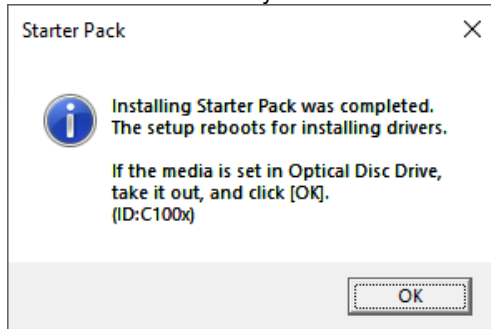 Starter Pack
Installing Starter Pack was completed.
The setup reboots for installing drivers.
If the media is set in Optical Disc Drive,
take it out, and click [OK].
(ID:C100x)
OK